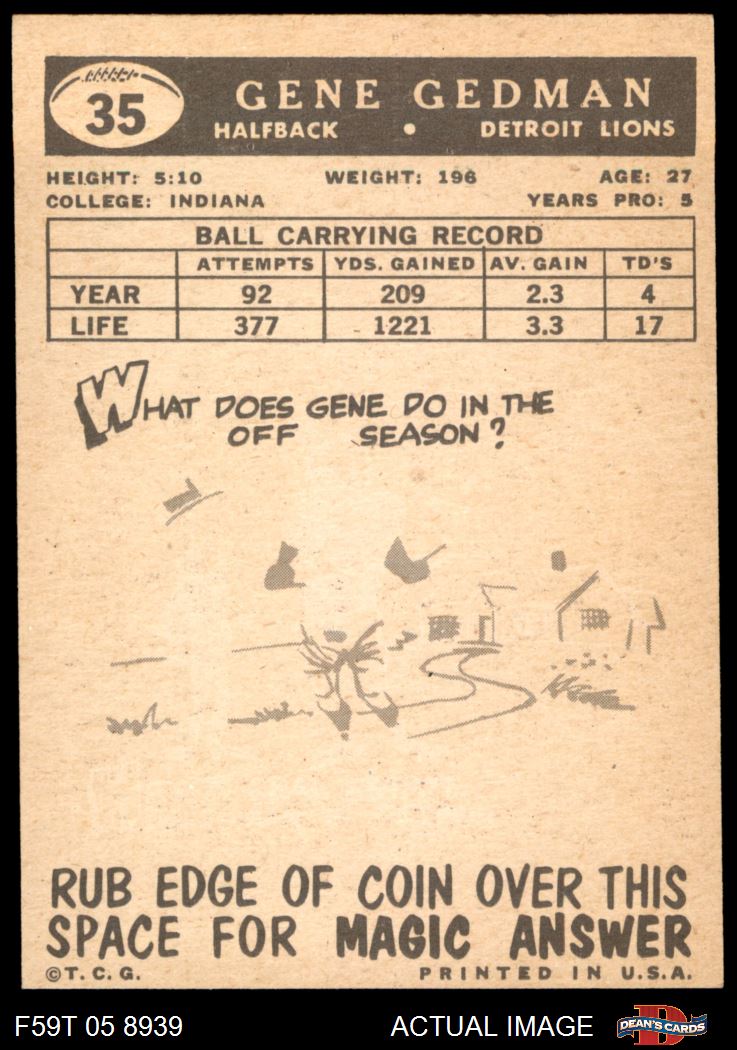 35
GENE GEDMAN
HALFBACK • DETROIT LIONS
HEIGHT: 5:10 WEIGHT: 196 AGE: 27
COLLEGE: INDIANA YEARS PRO: 5
BALL CARRYING RECORD
ATTEMPTS YDS. GAINED AV. GAIN TD'S
YEAR 92 209 2.3 4
LIFE 377 1221 3.3 17
WHAT DOES GENE DO IN THE
OFF SEASON?
RUB EDGE OF COIN OVER THIS
SPACE FOR MAGIC ANSWER
©T. C. G. PRINTED IN U.S.A.
F59T 05 8939 ACTUAL IMAGE D DEAN'S CARDS